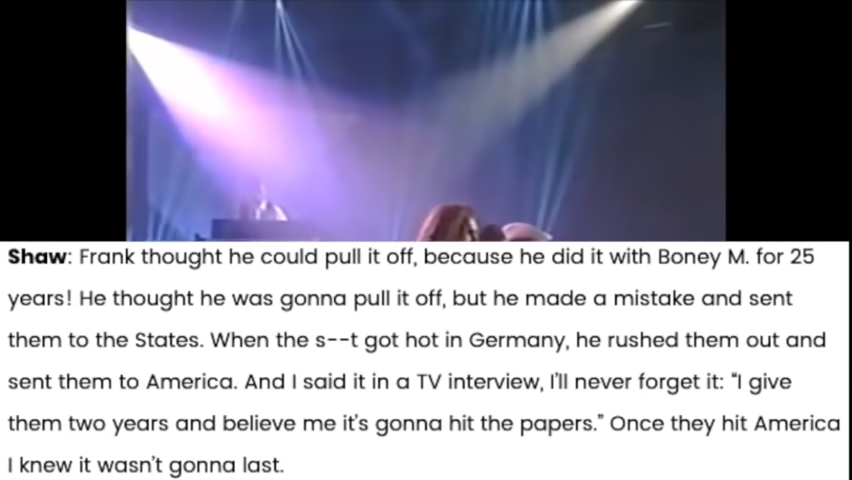 Shaw: Frank thought he could pull it off, because he did it with Boney M. for 25
years! He thought he was gonna pull it off, but he made a mistake and sent
them to the States. When the s--t got hot in Germany, he rushed them out and
sent them to America. And I said it in a TV interview, I'll never forget it: “I give
them two years and believe me it's gonna hit the papers.” Once they hit America
I knew it wasn't gonna last.